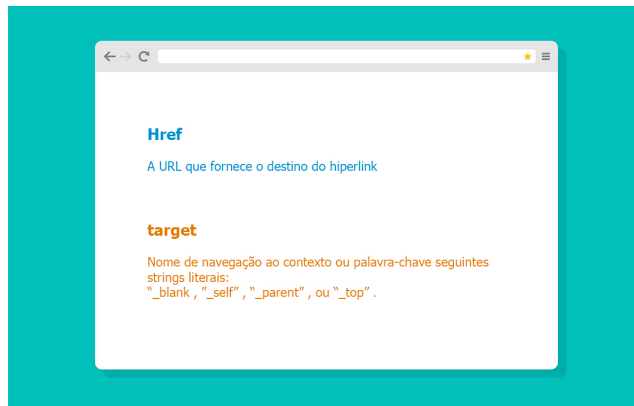 Href
A URL que fornece o destino do hiperlink
target
Nome de navegação ao contexto ou palavra-chave seguintes
strings literais:
“_blank , ”_self” , “_parent” , ou “_top” .